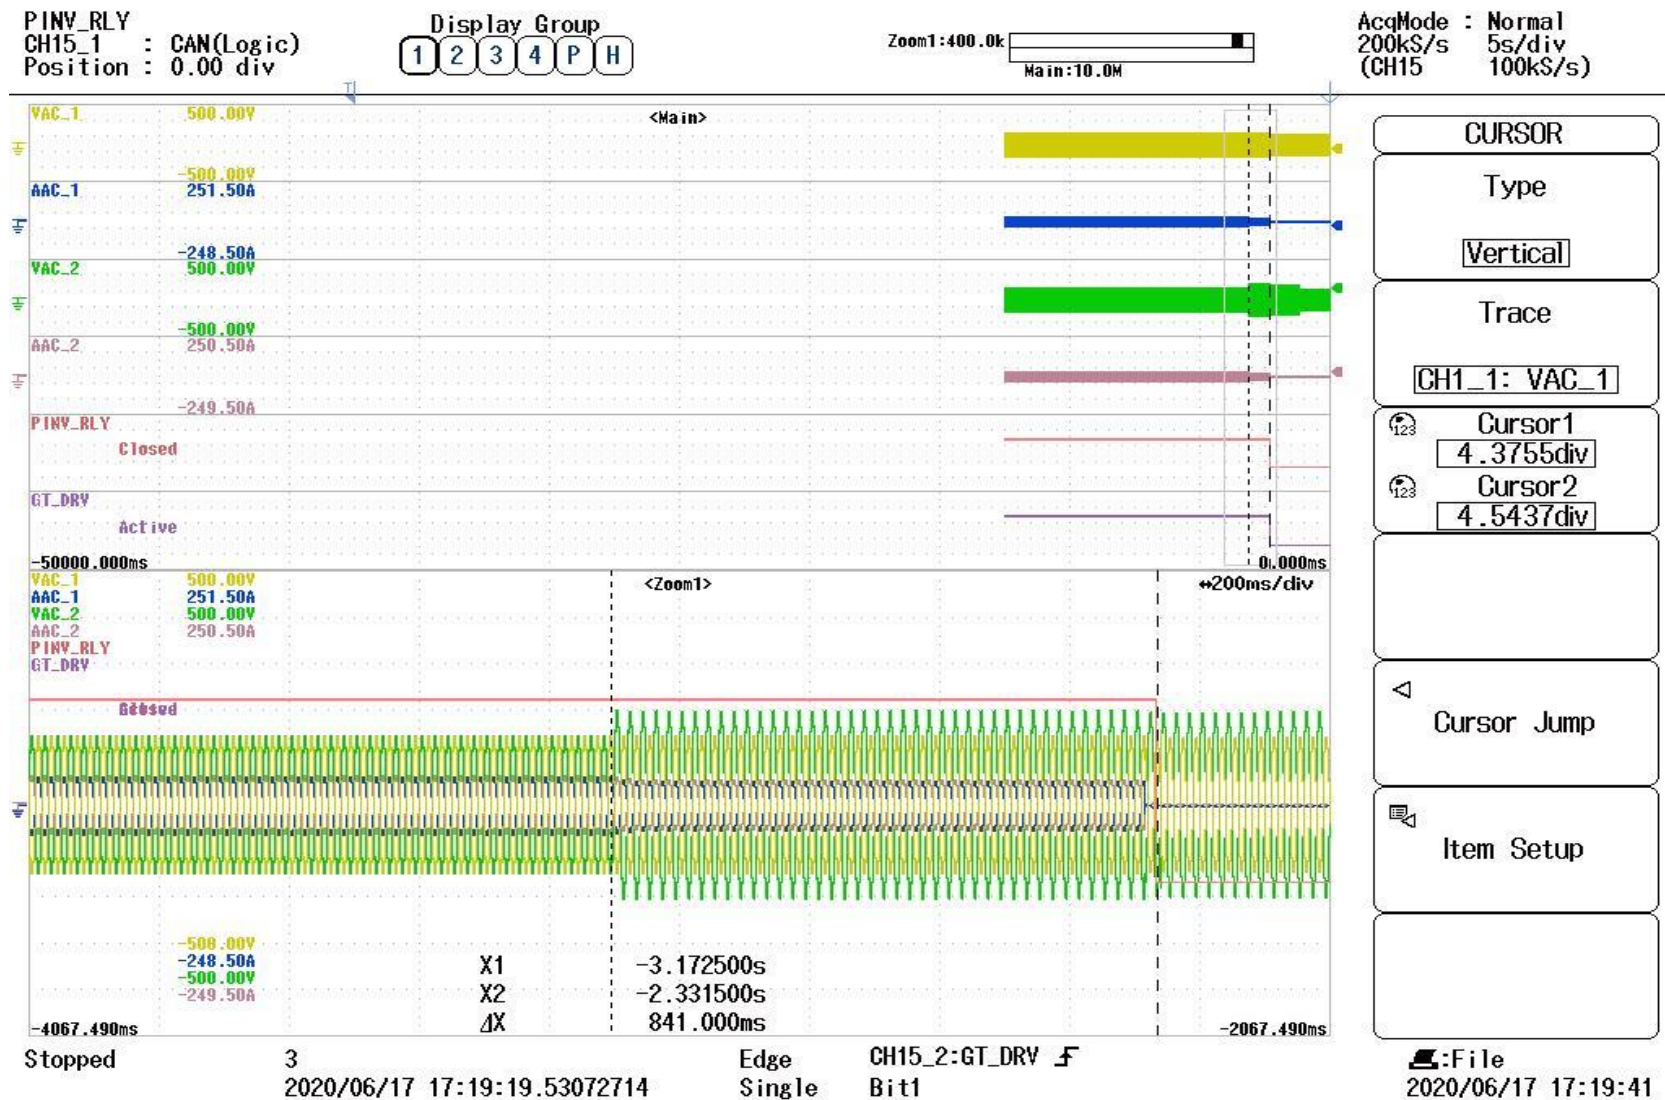 PINV_RLY
CH15_1 : CAN(Logic)
Position : 0.00 div
Display Group
1 2 3 4 P H
Zoom1:400.0k
Main:10.0M
AcqMode : Normal
200kS/s 5s/div
(CH15 100kS/s)
T
<Main>
VAC_1 500.00V
-500.00V
AAC_1 251.50A
-248.50A
VAC_2 500.00V
-500.00V
AAC_2 250.50A
-249.50A
PINV_RLY
Closed
GT_DRV
Active
-50000.000ms 0.000ms
<Zoom1>
↔200ms/div
VAC_1 500.00V
AAC_1 251.50A
VAC_2 500.00V
AAC_2 250.50A
PINV_RLY
GT_DRV
-500.00V
-248.50A
-500.00V
-249.50A
X1 -3.172500s
X2 -2.331500s
ΔX 841.000ms
-4067.490ms -2067.490ms
CURSOR
Type
Vertical
Trace
CH1_1: VAC_1
Cursor1
123
4.3755div
Cursor2
123
4.5437div
Cursor Jump
Item Setup
Stopped 3 Edge CH15_2:GT_DRV
2020/06/17 17:19:19.53072714 Single Bit1
:File
2020/06/17 17:19:41